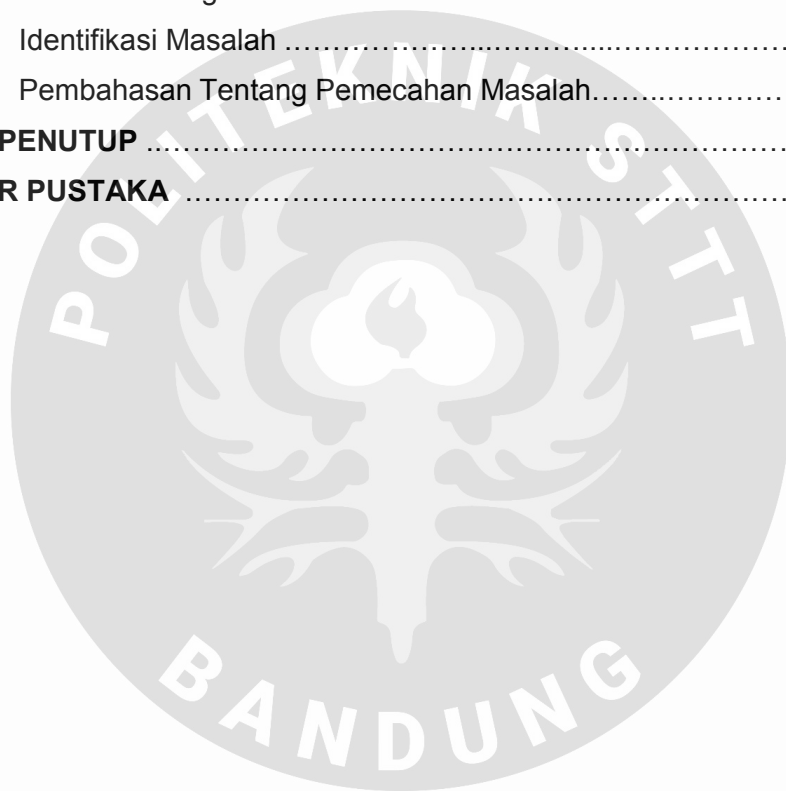 Identifikasi Masalah ……………….…...………....………………
Pembahasan Tentang Pemecahan Masalah……..…………
PENUTUP ……………………………………………………………
R PUSTAKA ………………………………………………………
POLITEKNIK STTT
BANDUNG